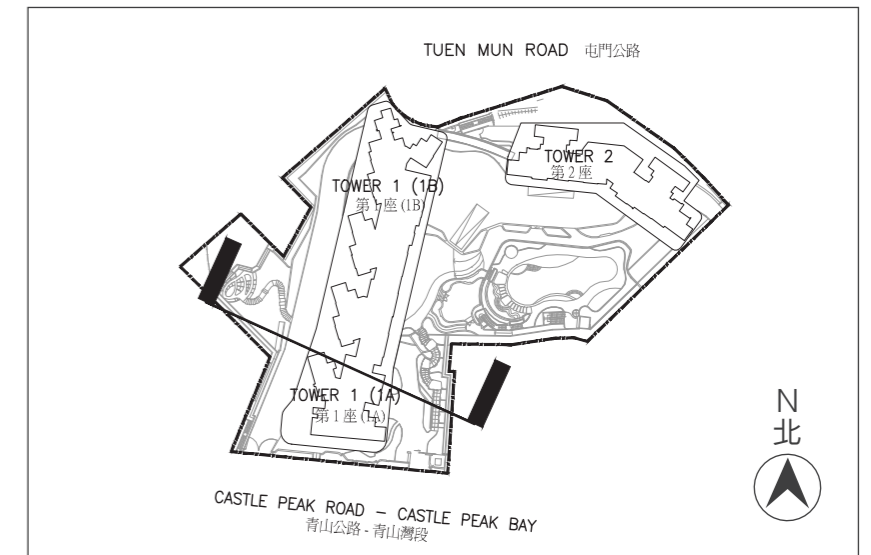 TUEN MUN ROAD 屯門公路
TOWER 2
第2座
TOWER 1 (1B)
第1座(1B)
TOWER 1 (1A)
第1座(1A)
N
北
CASTLE PEAK ROAD - CASTLE PEAK BAY
青山公路-青山灣段